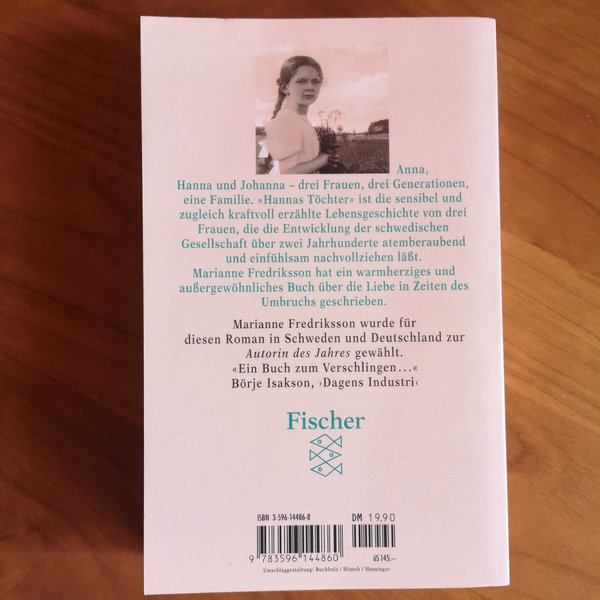 Anna,
Hanna und Johanna – drei Frauen, drei Generationen,
eine Familie. »Hannas Töchter« ist die sensibel und
zugleich kraftvoll erzählte Lebensgeschichte von drei
Frauen, die die Entwicklung der schwedischen
Gesellschaft über zwei Jahrhunderte atemberaubend
und einfühlsam nachvollziehen läßt.
Marianne Fredriksson hat ein warmherziges und
außergewöhnliches Buch über die Liebe in Zeiten des
Umbruchs geschrieben.
Marianne Fredriksson wurde für
diesen Roman in Schweden und Deutschland zur
Autorin des Jahres gewählt.
«Ein Buch zum Verschlingen…«
Börje Isakson, ›Dagens Industri‹
Fischer
ISBN 3-596-14486-8
DM 19.90
9 783596 144860
öS 145.–
Umschlaggestaltung: Buchholz / Hinsch / Hensinger